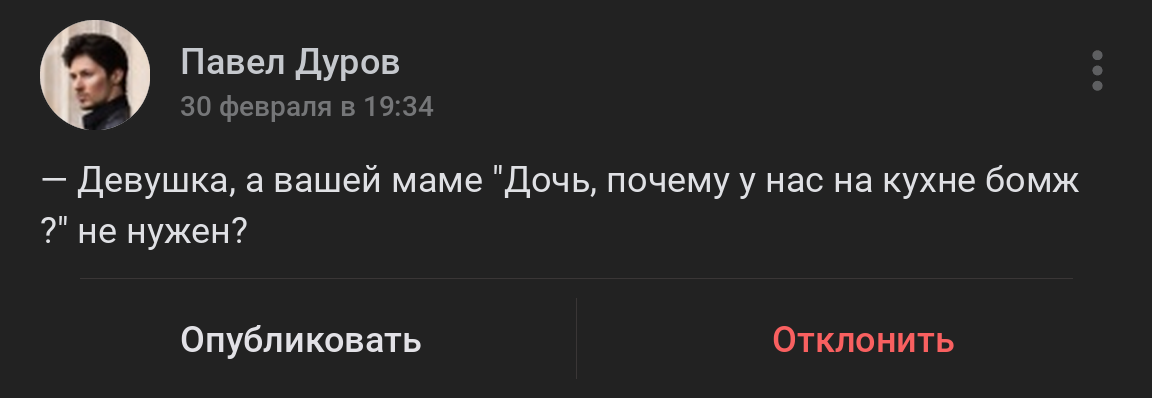 Павел Дуров
30 февраля в 19:34
— Девушка, а вашей маме "Дочь, почему у нас на кухне бомж
?" не нужен?
Опубликовать
Отклонить